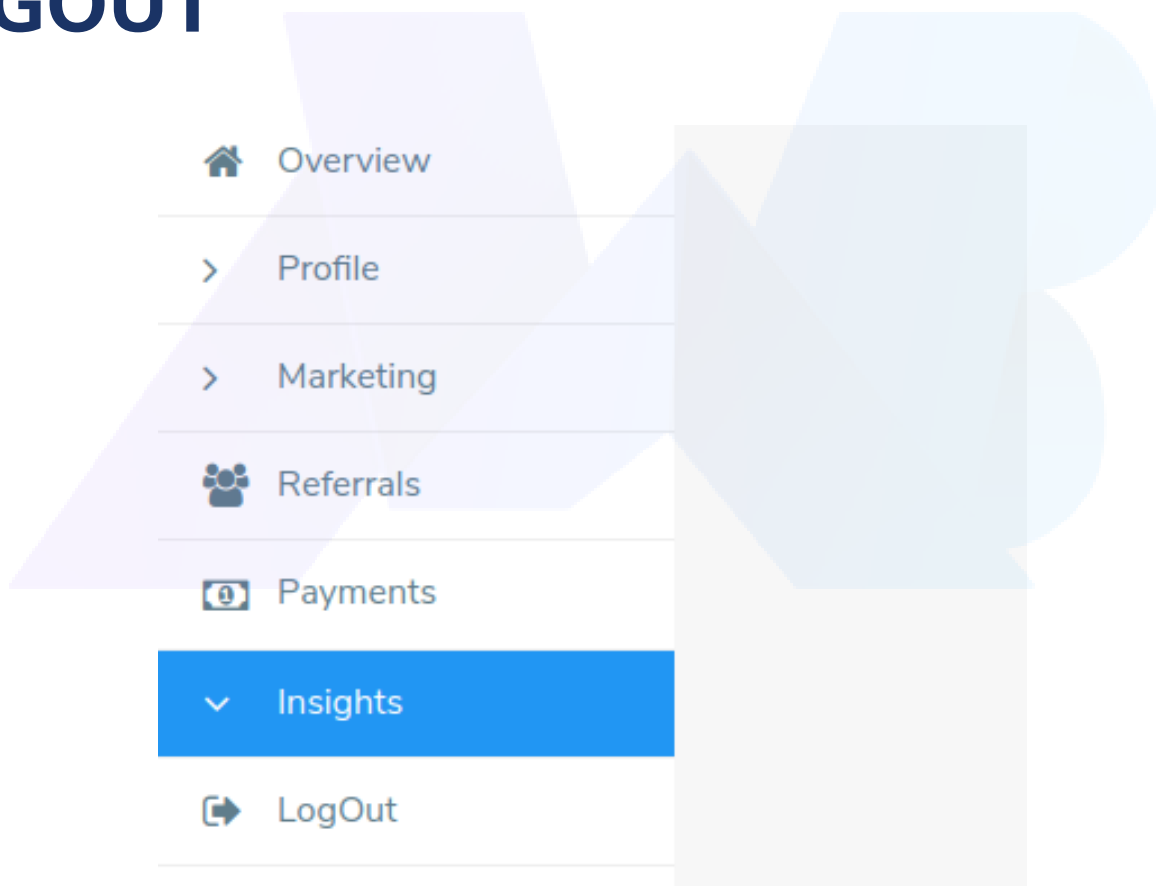 GOUT
Overview
Profile
Marketing
Referrals
Payments
Insights
LogOut